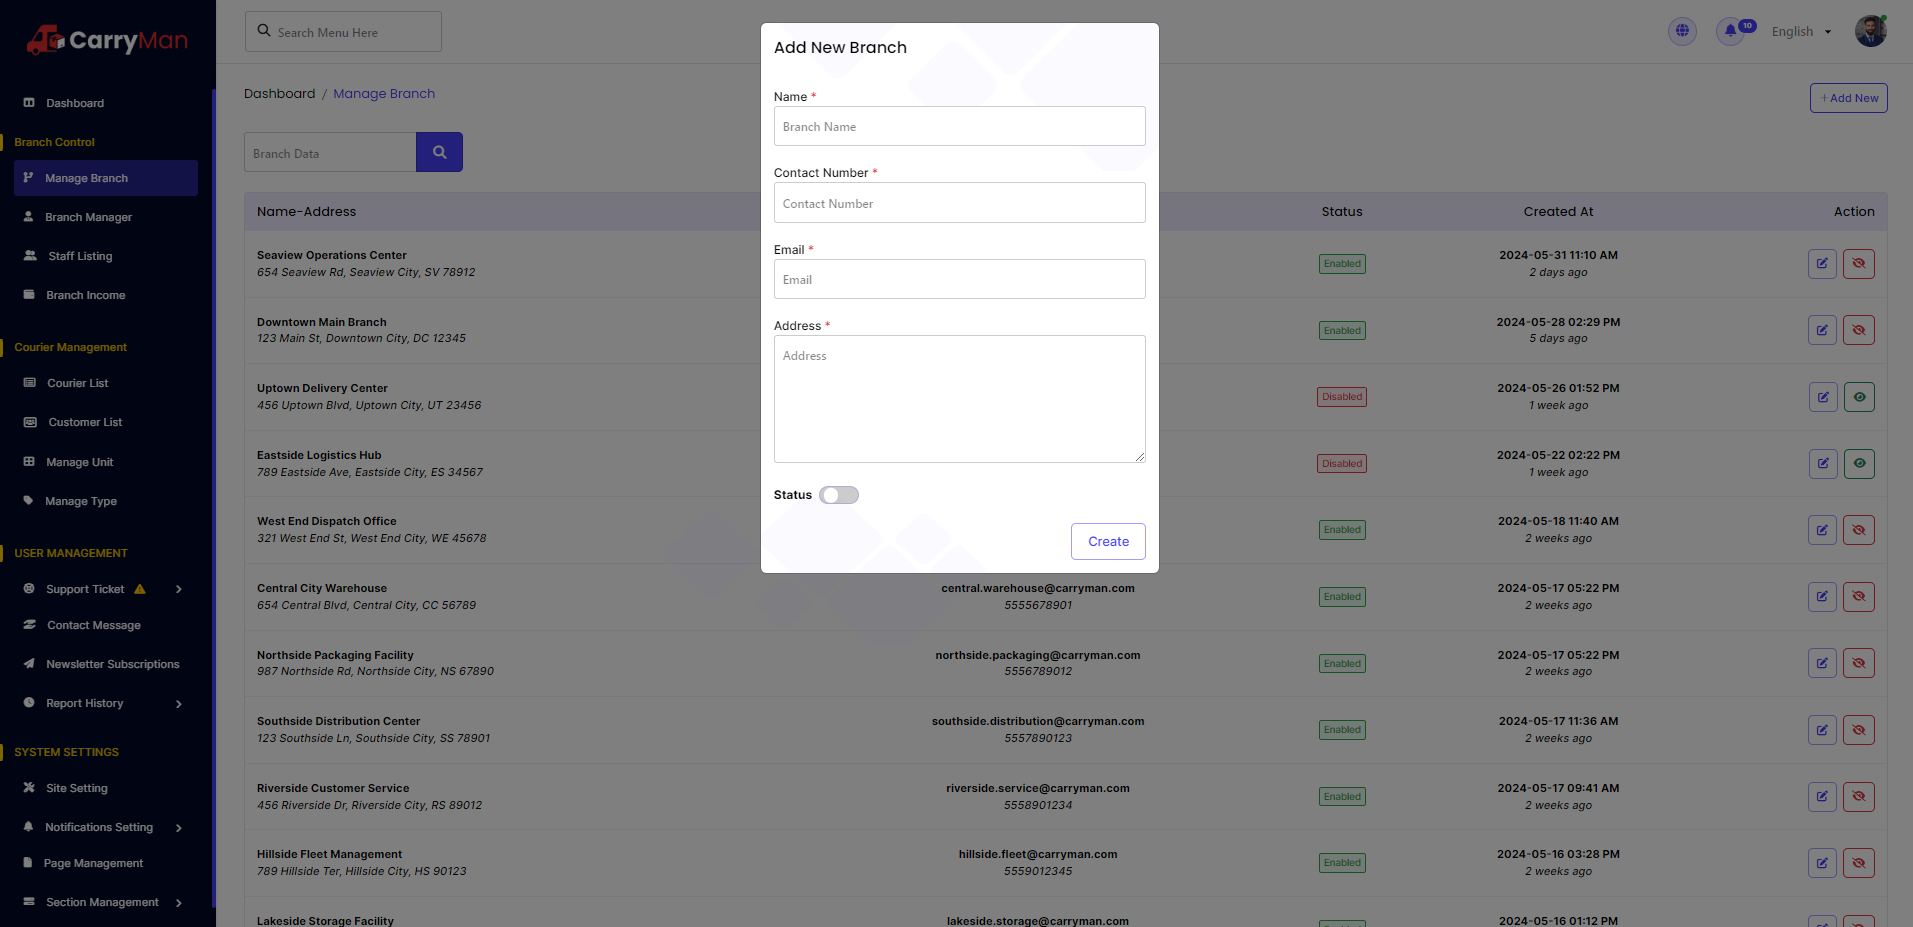 CarryMan
Search Menu Here
10
English
Dashboard
Branch Control
Manage Branch
Branch Manager
Staff Listing
Branch Income
Courier Management
Courier List
Customer List
Manage Unit
Manage Type
USER MANAGEMENT
Support Ticket
Contact Message
Newsletter Subscriptions
Report History
SYSTEM SETTINGS
Site Setting
Notifications Setting
Page Management
Section Management
Dashboard / Manage Branch
+Add New
Branch Data
Add New Branch
Name *
Branch Name
Contact Number *
Contact Number
Email *
Email
Address *
Address
Status
Create
Name-Address Status Created At Action
Seaview Operations Center Enabled 2024-05-31 11:10 AM
654 Seaview Rd, Seaview City, SV 78912 2 days ago
Downtown Main Branch Enabled 2024-05-28 02:29 PM
123 Main St, Downtown City, DC 12345 5 days ago
Uptown Delivery Center Disabled 2024-05-26 01:52 PM
456 Uptown Blvd, Uptown City, UT 23456 1 week ago
Eastside Logistics Hub Disabled 2024-05-22 02:22 PM
789 Eastside Ave, Eastside City, ES 34567 1 week ago
West End Dispatch Office Enabled 2024-05-18 11:40 AM
321 West End St, West End City, WE 45678 2 weeks ago
Central City Warehouse central.warehouse@carryman.com Enabled 2024-05-17 05:22 PM
654 Central Blvd, Central City, CC 56789 5555678901 2 weeks ago
Northside Packaging Facility northside.packaging@carryman.com Enabled 2024-05-17 05:22 PM
987 Northside Rd, Northside City, NS 67890 5556789012 2 weeks ago
Southside Distribution Center southside.distribution@carryman.com Enabled 2024-05-17 11:36 AM
123 Southside Ln, Southside City, SS 78901 5557890123 2 weeks ago
Riverside Customer Service riverside.service@carryman.com Enabled 2024-05-17 09:41 AM
456 Riverside Dr, Riverside City, RS 89012 5558901234 2 weeks ago
Hillside Fleet Management hillside.fleet@carryman.com Enabled 2024-05-16 03:28 PM
789 Hillside Ter, Hillside City, HS 90123 5559012345 2 weeks ago
Lakeside Storage Facility lakeside.storage@carryman.com Enabled 2024-05-16 01:12 PM